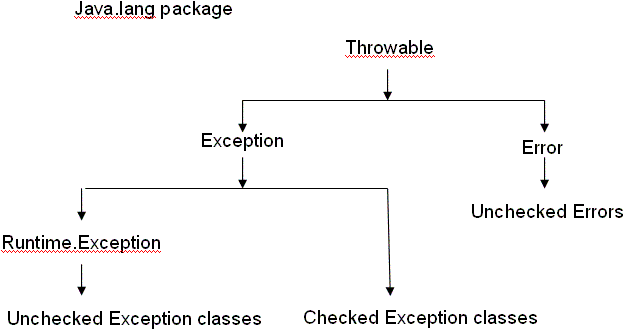 Java.lang package
Throwable
Exception
Error
Unchecked Errors
Runtime.Exception
Unchecked Exception classes
Checked Exception classes